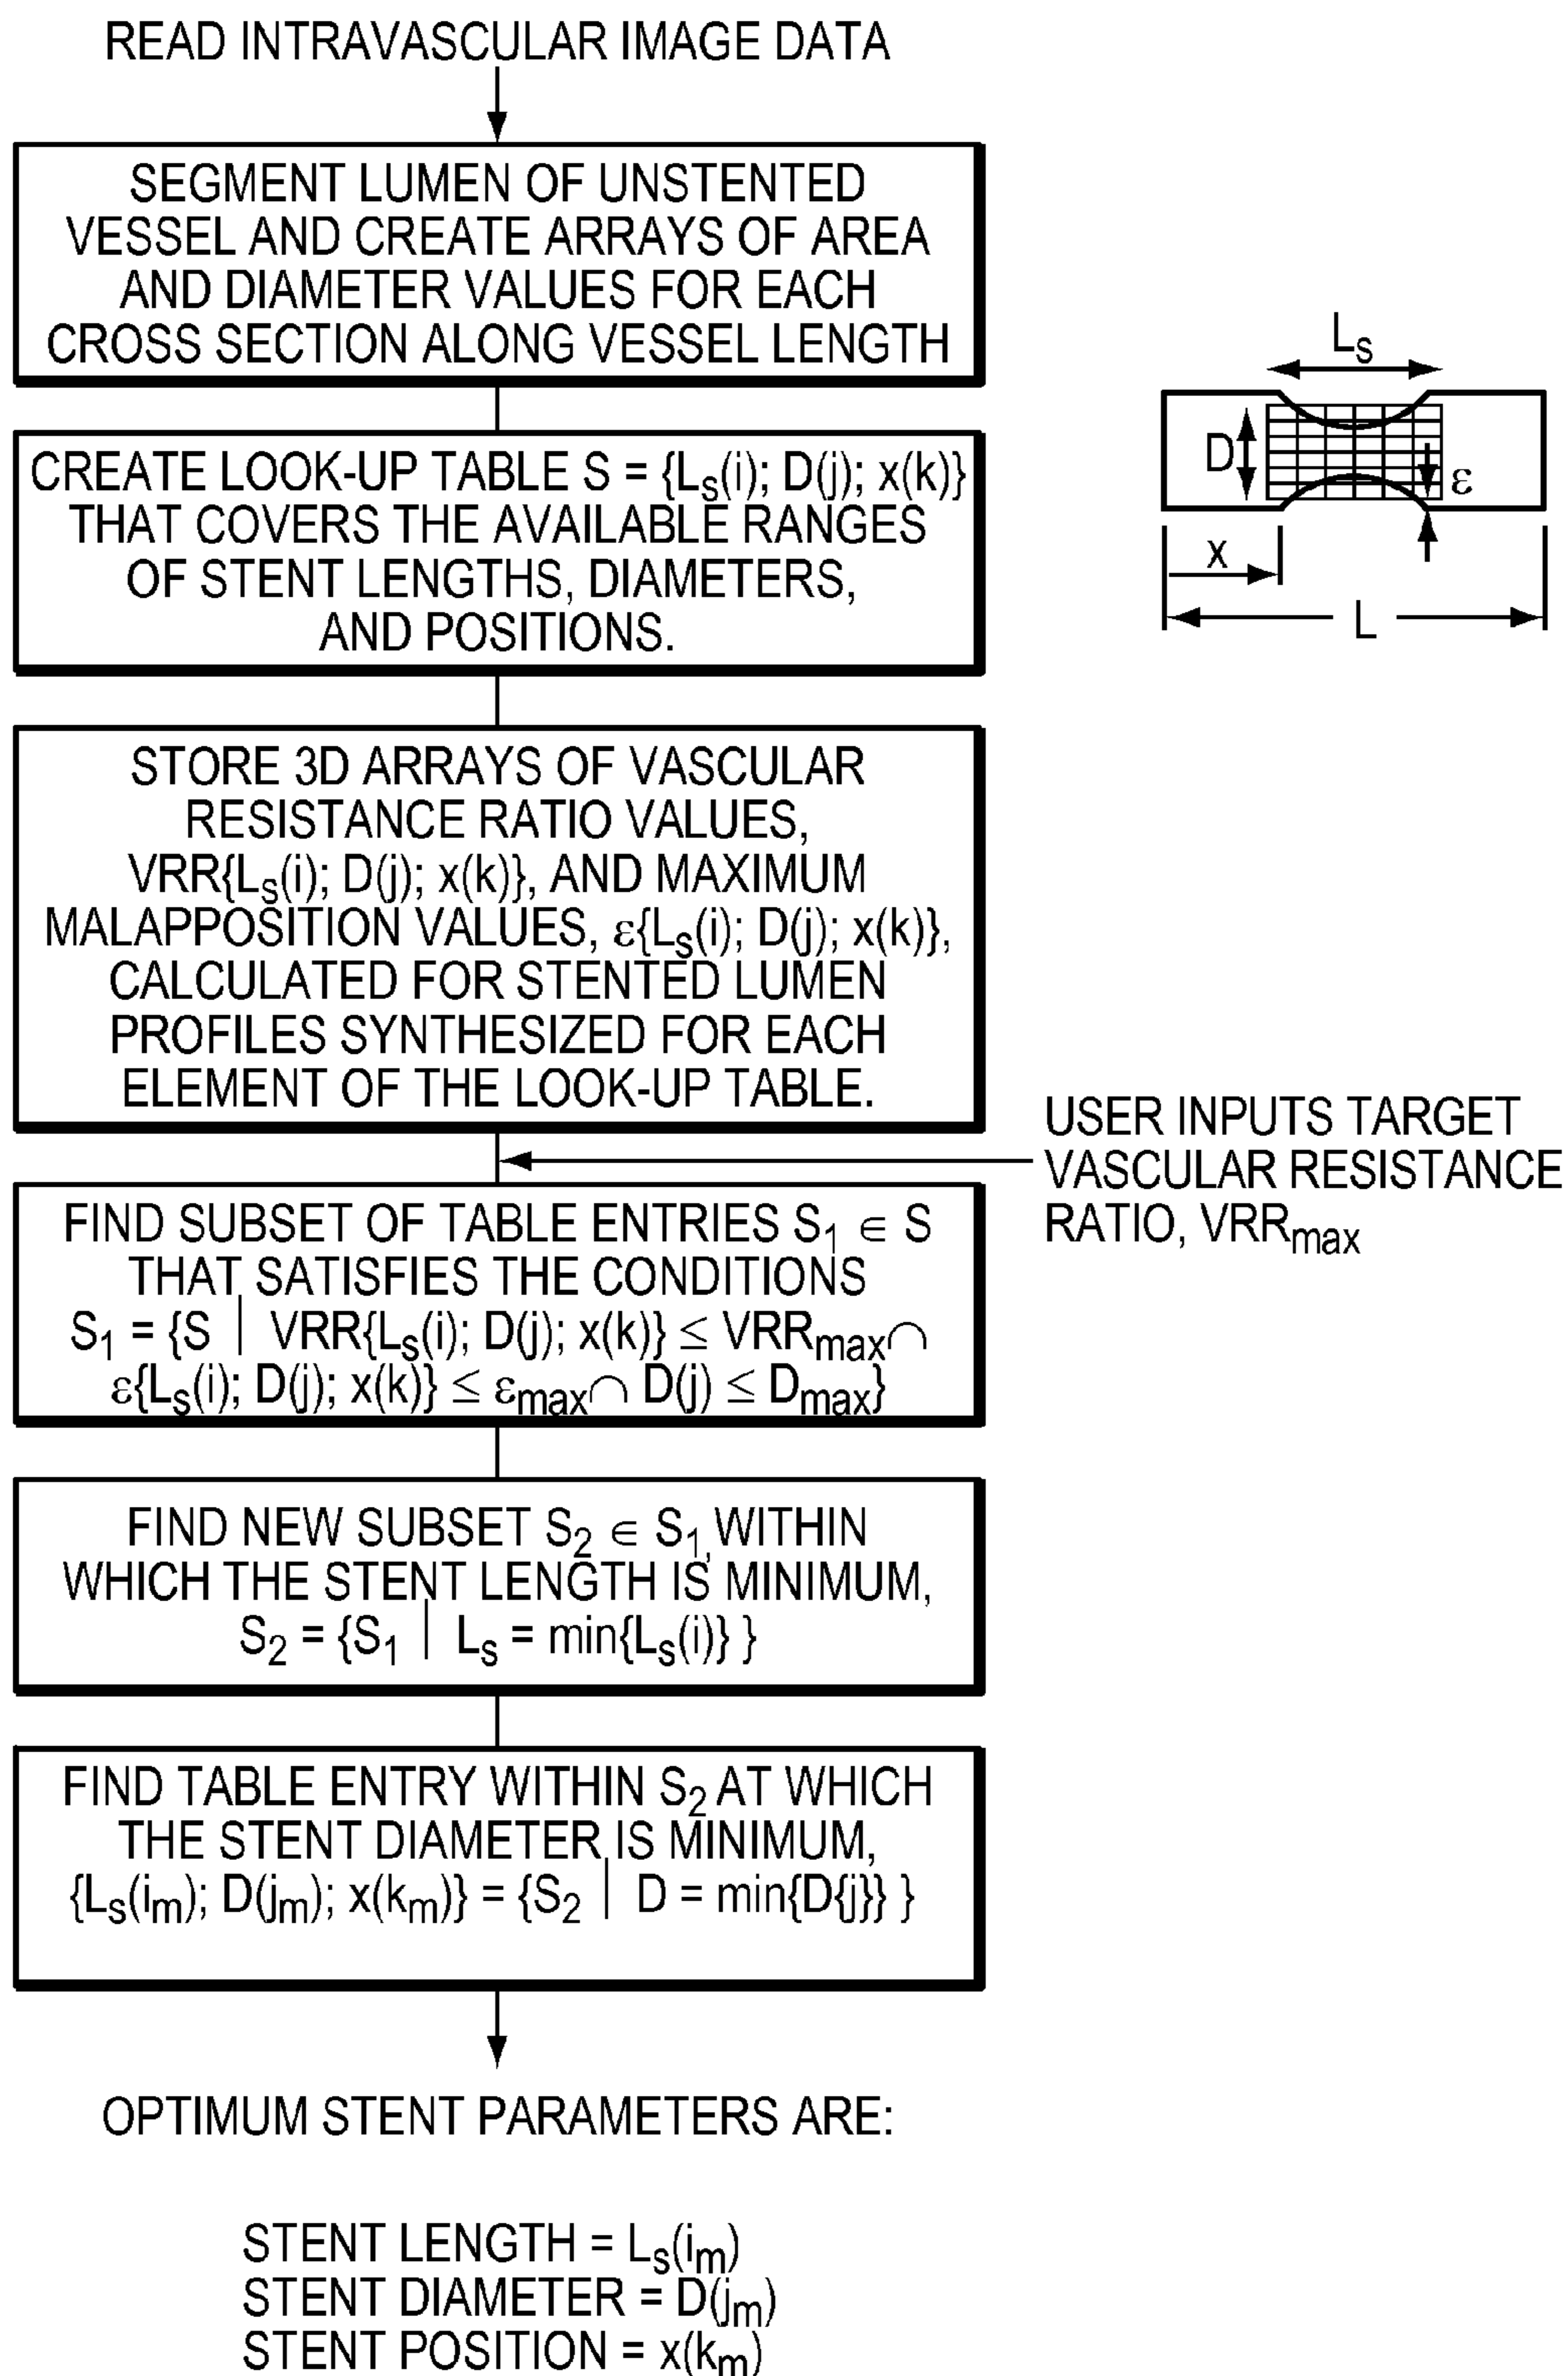 READ INTRAVASCULAR IMAGE DATA
SEGMENT LUMEN OF UNSTENTED
VESSEL AND CREATE ARRAYS OF AREA
AND DIAMETER VALUES FOR EACH
CROSS SECTION ALONG VESSEL LENGTH
CREATE LOOK-UP TABLE S = {Ls(i); D(j); x(k)}
THAT COVERS THE AVAILABLE RANGES
OF STENT LENGTHS, DIAMETERS,
AND POSITIONS.
Ls
D
ε
x
L
STORE 3D ARRAYS OF VASCULAR
RESISTANCE RATIO VALUES,
VRR{Ls(i); D(j); x(k)}, AND MAXIMUM
MALAPPOSITION VALUES, ε{Ls(i); D(j); x(k)},
CALCULATED FOR STENTED LUMEN
PROFILES SYNTHESIZED FOR EACH
ELEMENT OF THE LOOK-UP TABLE.
USER INPUTS TARGET
VASCULAR RESISTANCE
RATIO, VRRmax
FIND SUBSET OF TABLE ENTRIES S1 ∈ S
THAT SATISFIES THE CONDITIONS
S1 = {S | VRR{Ls(i); D(j); x(k)} ≤ VRRmax∩
ε{Ls(i); D(j); x(k)} ≤ εmax∩ D(j) ≤ Dmax}
FIND NEW SUBSET S2 ∈ S1, WITHIN
WHICH THE STENT LENGTH IS MINIMUM,
S2 = {S1 | Ls = min{Ls(i)} }
FIND TABLE ENTRY WITHIN S2 AT WHICH
THE STENT DIAMETER IS MINIMUM,
{Ls(im); D(jm); x(km)} = {S2 | D = min{D{j}} }
OPTIMUM STENT PARAMETERS ARE:
STENT LENGTH = Ls(im)
STENT DIAMETER = D(jm)
STENT POSITION = x(km)